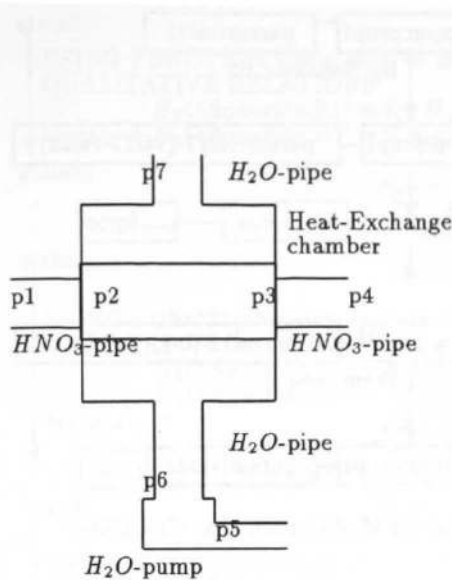 p7
H₂O-pipe
Heat-Exchange
chamber
p1 p2 p3 p4
HNO₃-pipe HNO₃-pipe
H₂O-pipe
p6
p5
H₂O-pump